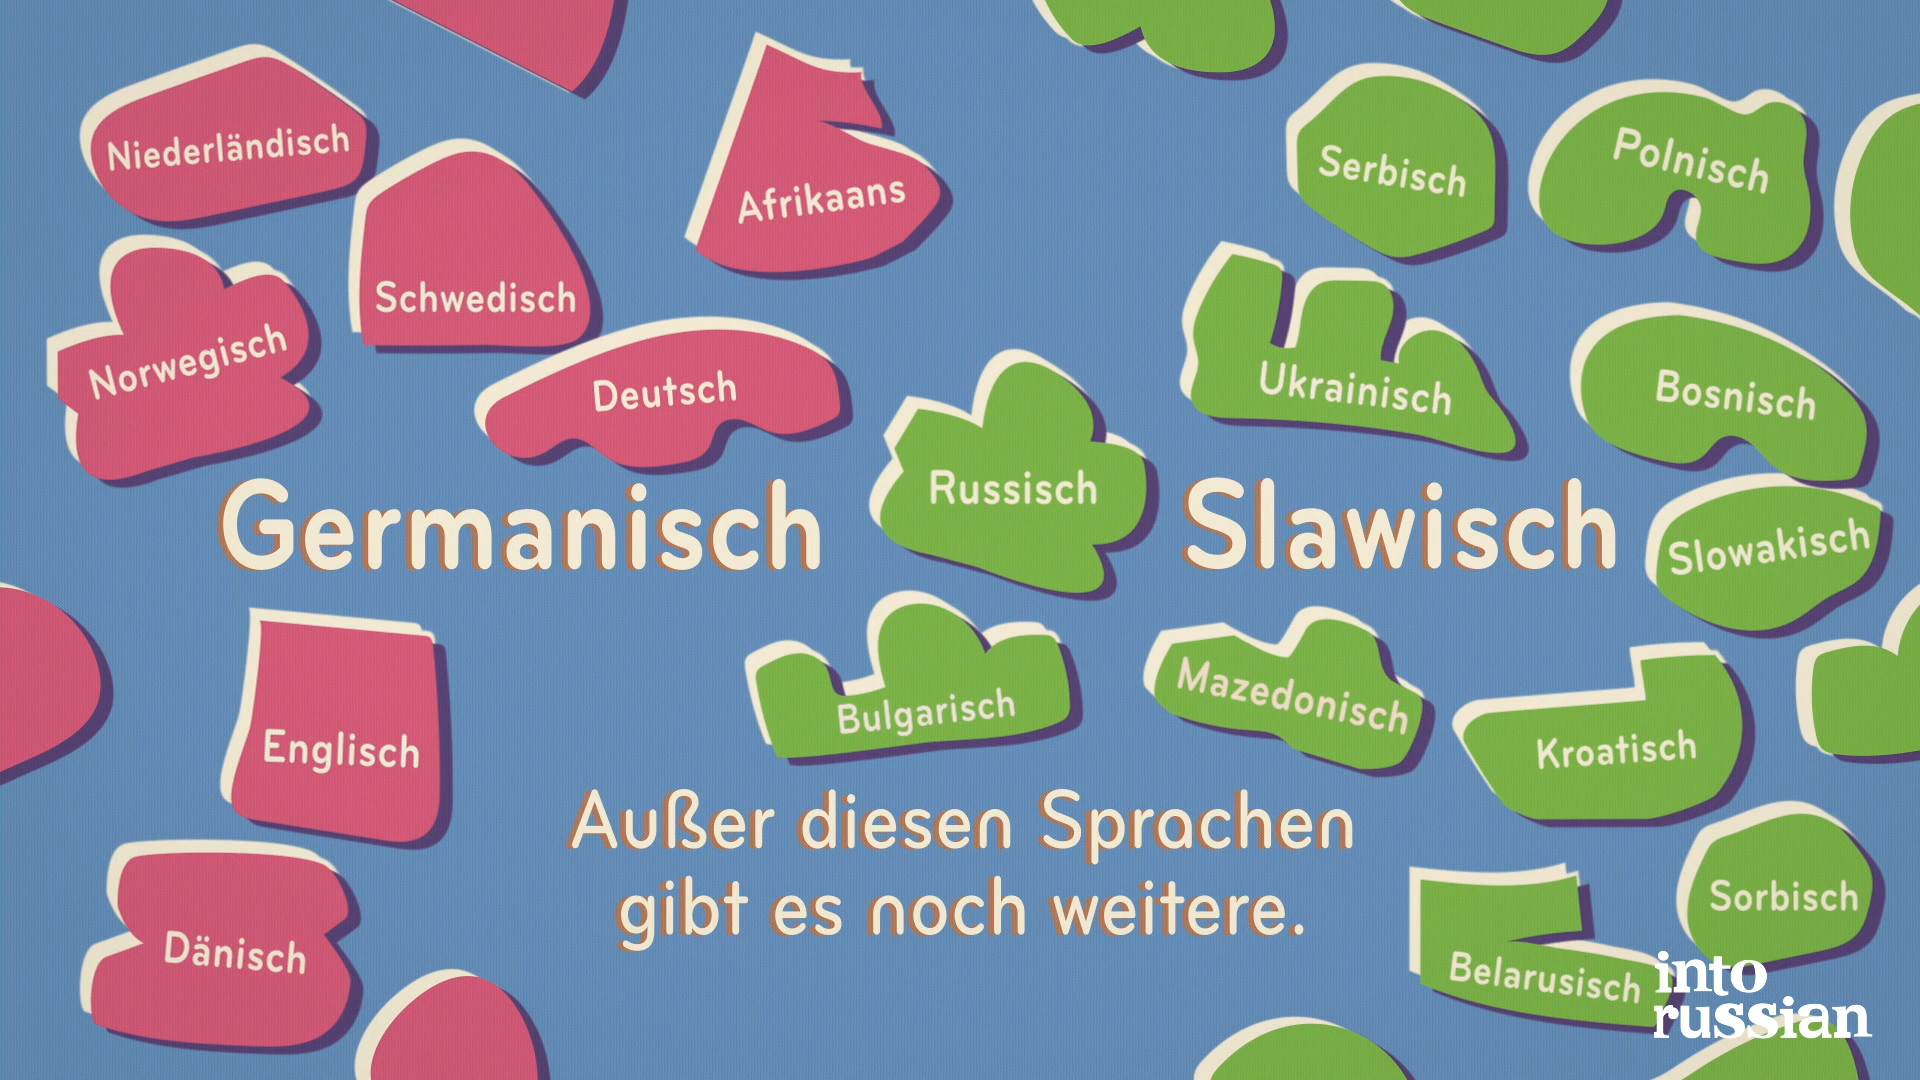 Niederländisch
Schwedisch
Afrikaans
Norwegisch
Deutsch
Germanisch
Englisch
Dänisch
Serbisch
Polnisch
Ukrainisch
Bosnisch
Russisch
Slawisch
Slowakisch
Bulgarisch
Mazedonisch
Kroatisch
Sorbisch
Belarusisch
Außer diesen Sprachen
gibt es noch weitere.
into
russian